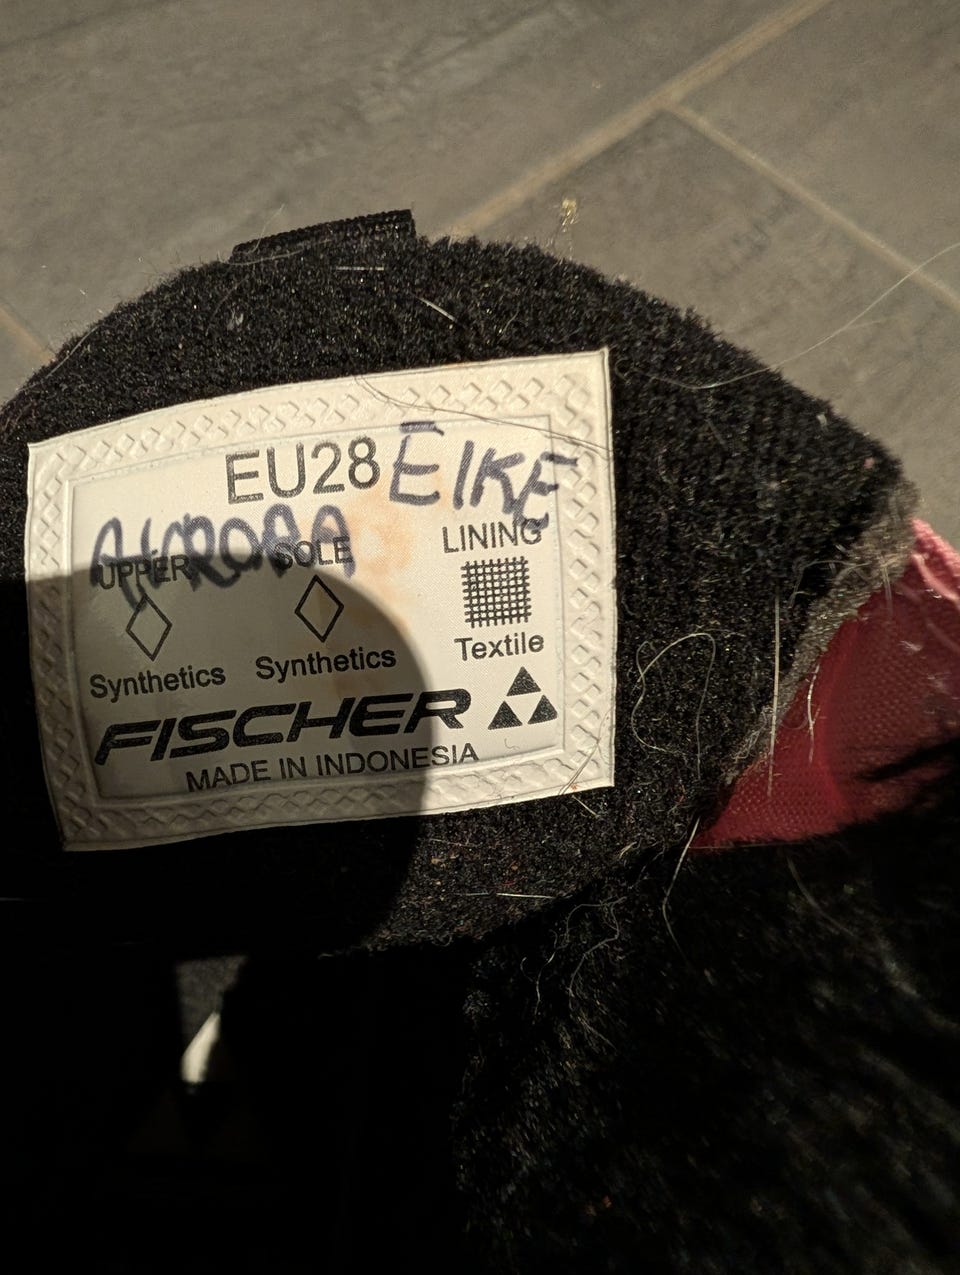 EU28 EIKE
AURORA
UPPER SOLE LINING
Synthetics Synthetics Textile
FISCHER
MADE IN INDONESIA